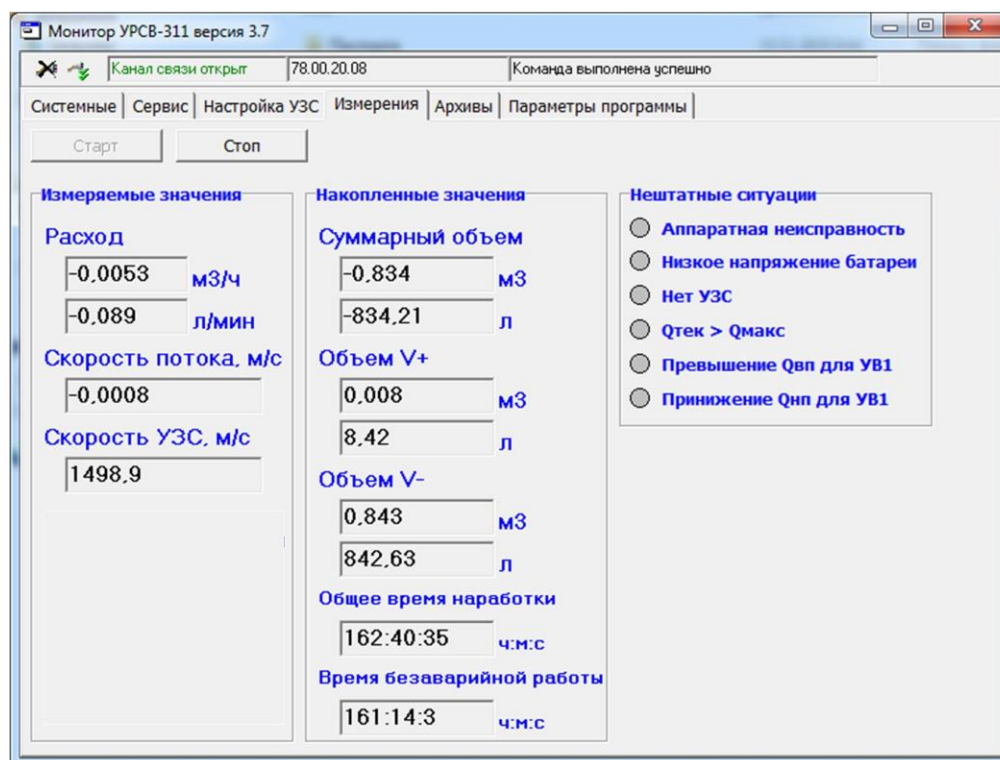 Монитор УРСВ-311 версия 3.7
Канал связи открыт 78.00.20.08 Команда выполнена успешно
Системные Сервис Настройка УЗС Измерения Архивы Параметры программы
Старт Стоп
Измеряемые значения
Расход
-0,0053 м3/ч
-0,089 л/мин
Скорость потока, м/с
-0,0008
Скорость УЗС, м/с
1498,9
Накопленные значения
Суммарный объем
-0,834 м3
-834,21 л
Объем V+
0,008 м3
8,42 л
Объем V-
0,843 м3
842,63 л
Общее время наработки
162:40:35 ч:м:с
Время безаварийной работы
161:14:3 ч:м:с
Нештатные ситуации
Аппаратная неисправность
Низкое напряжение батареи
Нет УЗС
Qтек > Qмакс
Превышение Qвп для УВ1
Принижение Qнп для УВ1